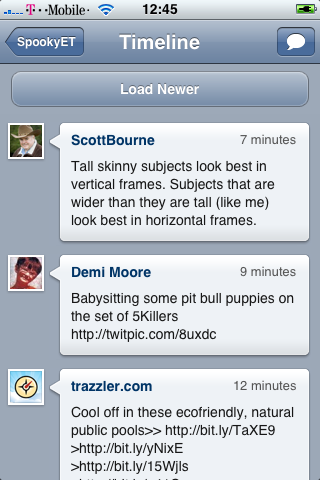 T··Mobile· 12:45
SpookyET Timeline
Load Newer
ScottBourne 7 minutes
Tall skinny subjects look best in
vertical frames. Subjects that are
wider than they are tall (like me)
look best in horizontal frames.
Demi Moore 9 minutes
Babysitting some pit bull puppies on
the set of 5Killers
http://twitpic.com/8uxdc
trazzler.com 12 minutes
Cool off in these ecofriendly, natural
public pools>> http://bit.ly/TaXE9
>http://bit.ly/yNixE
>http://bit.ly/15Wjls